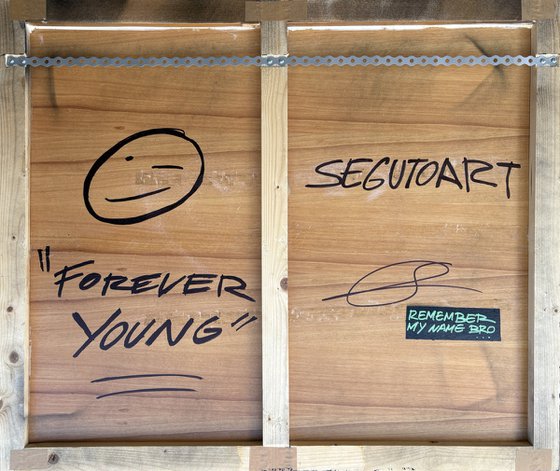 "FOREVER
YOUNG"
SEGUTOART
REMEMBER
MY NAME BRO
...